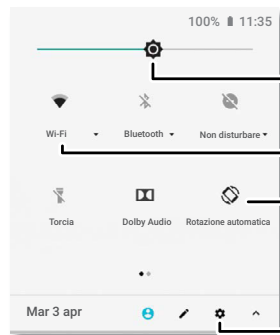 100% 11:35
Wi-Fi Bluetooth Non disturbare
Torcia Dolby Audio Rotazione automatica
Mar 3 apr